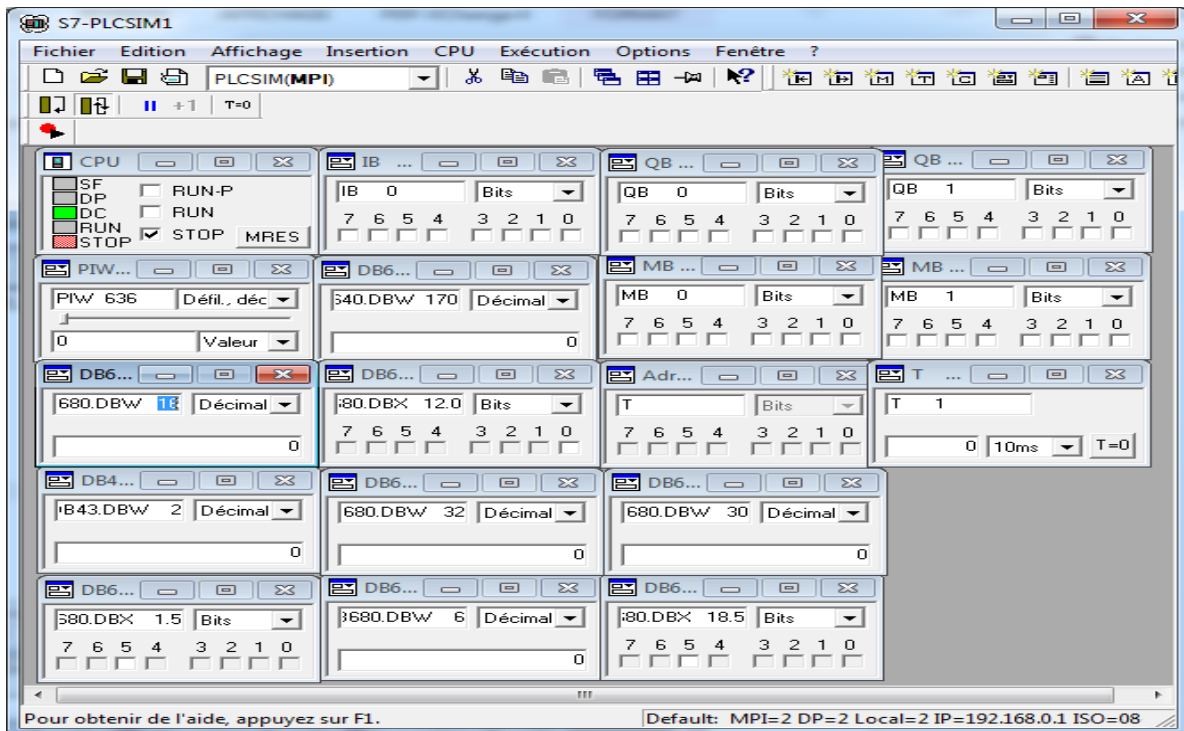 S7-PLCSIM1
Fichier Edition Affichage Insertion CPU Exécution Options Fenêtre ?
PLCSIM(MPI)
+1 T=0
CPU
SF
DP
DC
RUN
STOP
RUN-P
RUN
STOP MRES
IB ...
IB 0 Bits
7 6 5 4 3 2 1 0
QB ...
QB 0 Bits
7 6 5 4 3 2 1 0
QB ...
QB 1 Bits
7 6 5 4 3 2 1 0
PIW...
PIW 636 Défil., déc
0 Valeur
DB6...
640.DBW 170 Décimal
0
MB ...
MB 0 Bits
7 6 5 4 3 2 1 0
MB ...
MB 1 Bits
7 6 5 4 3 2 1 0
DB6...
680.DBW 18 Décimal
0
DB6...
80.DBX 12.0 Bits
7 6 5 4 3 2 1 0
Adr...
T Bits
7 6 5 4 3 2 1 0
T ...
T 1
0 10ms T=0
DB4...
B43.DBW 2 Décimal
0
DB6...
680.DBW 32 Décimal
0
DB6...
680.DBW 30 Décimal
0
DB6...
680.DBX 1.5 Bits
7 6 5 4 3 2 1 0
DB6...
680.DBW 6 Décimal
0
DB6...
80.DBX 18.5 Bits
7 6 5 4 3 2 1 0
Pour obtenir de l'aide, appuyez sur F1. Default: MPI=2 DP=2 Local=2 IP=192.168.0.1 ISO=08